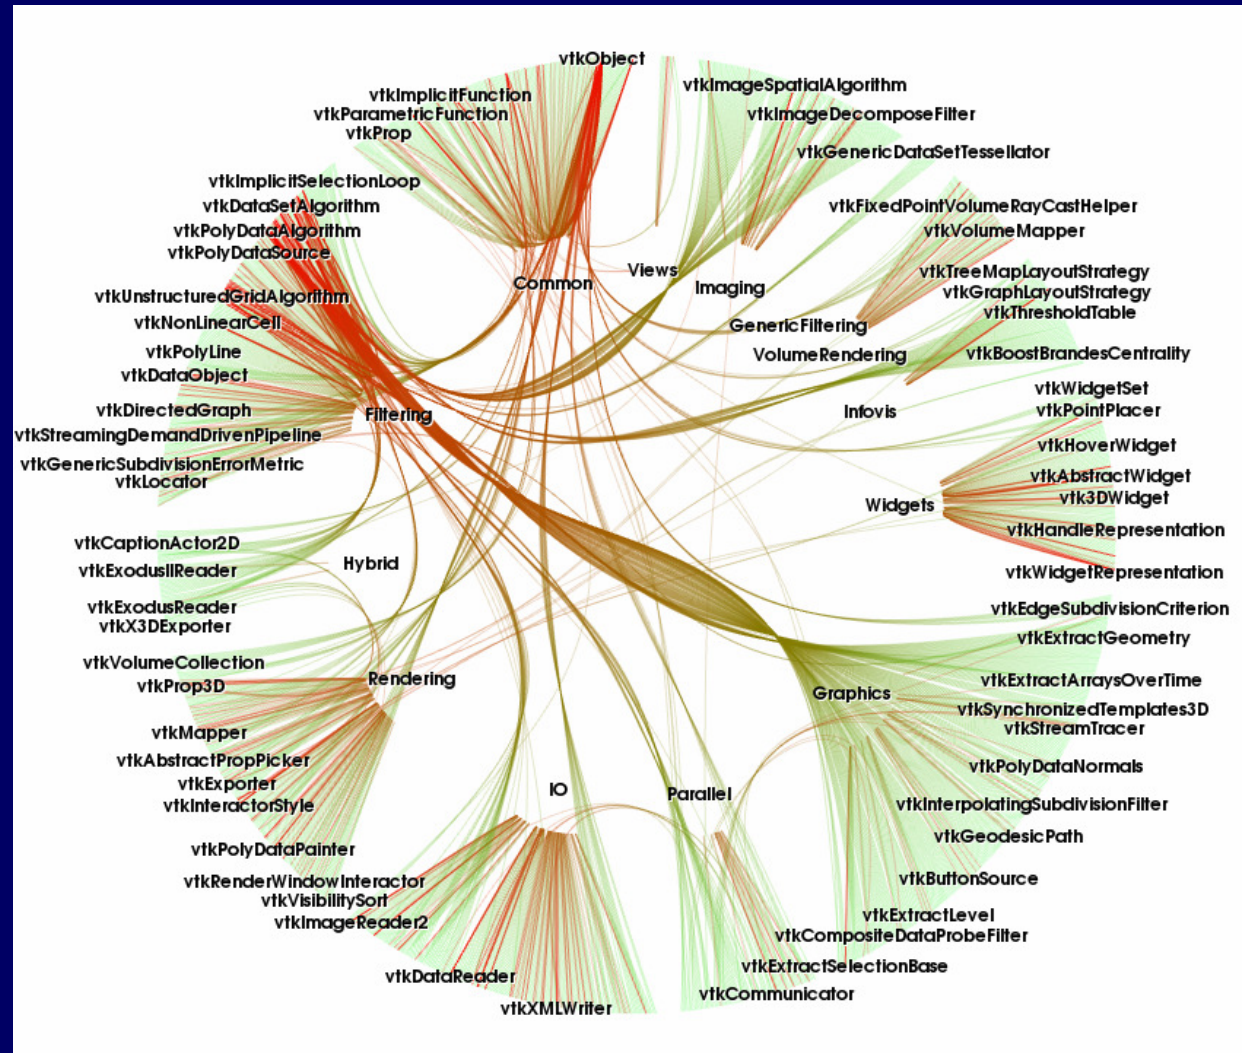 vtkObject
vtkImageSpatialAlgorithm
vtkImplicitFunction
vtkParametricFunction
vtkImageDecomposeFilter
vtkProp
vtkGenericDataSetTessellator
vtkImplicitSelectionLoop
vtkDataSetAlgorithm
vtkFixedPointVolumeRayCastHelper
vtkPolyDataAlgorithm
vtkVolumeMapper
vtkPolyDataSource
Views
vtkTreeMapLayoutStrategy
Common
Imaging
vtkGraphLayoutStrategy
vtkUnstructuredGridAlgorithm
vtkThresholdTable
vtkNonLinearCell
GenericFiltering
vtkPolyLine
VolumeRendering
vtkBoostBrandesCentrality
vtkDataObject
vtkWidgetSet
vtkDirectedGraph
Filtering
Infovis
vtkPointPlacer
vtkStreamingDemandDrivenPipeline
vtkHoverWidget
vtkGenericSubdivisionErrorMetric
vtkAbstractWidget
vtkLocator
vtk3DWidget
Widgets
vtkHandleRepresentation
vtkCaptionActor2D
Hybrid
vtkExodusIIReader
vtkWidgetRepresentation
vtkExodusReader
vtkEdgeSubdivisionCriterion
vtkX3DExporter
vtkExtractGeometry
vtkVolumeCollection
Rendering
vtkExtractArraysOverTime
vtkProp3D
Graphics
vtkSynchronizedTemplates3D
vtkStreamTracer
vtkMapper
vtkAbstractPropPicker
vtkPolyDataNormals
vtkExporter
IO
Parallel
vtkInteractorStyle
vtkInterpolatingSubdivisionFilter
vtkGeodesicPath
vtkPolyDataPainter
vtkButtonSource
vtkRenderWindowInteractor
vtkVisibilitySort
vtkExtractLevel
vtkImageReader2
vtkCompositeDataProbeFilter
vtkExtractSelectionBase
vtkDataReader
vtkCommunicator
vtkXMLWriter